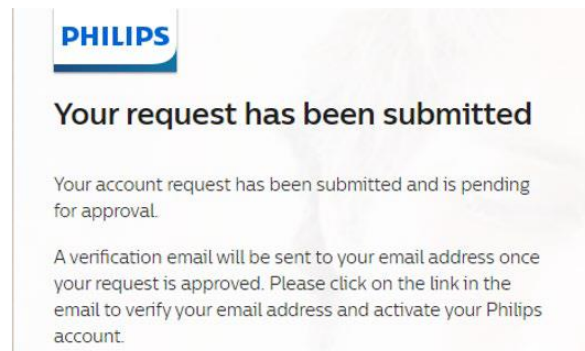 PHILIPS
Your request has been submitted
Your account request has been submitted and is pending
for approval.
A verification email will be sent to your email address once
your request is approved. Please click on the link in the
email to verify your email address and activate your Philips
account.